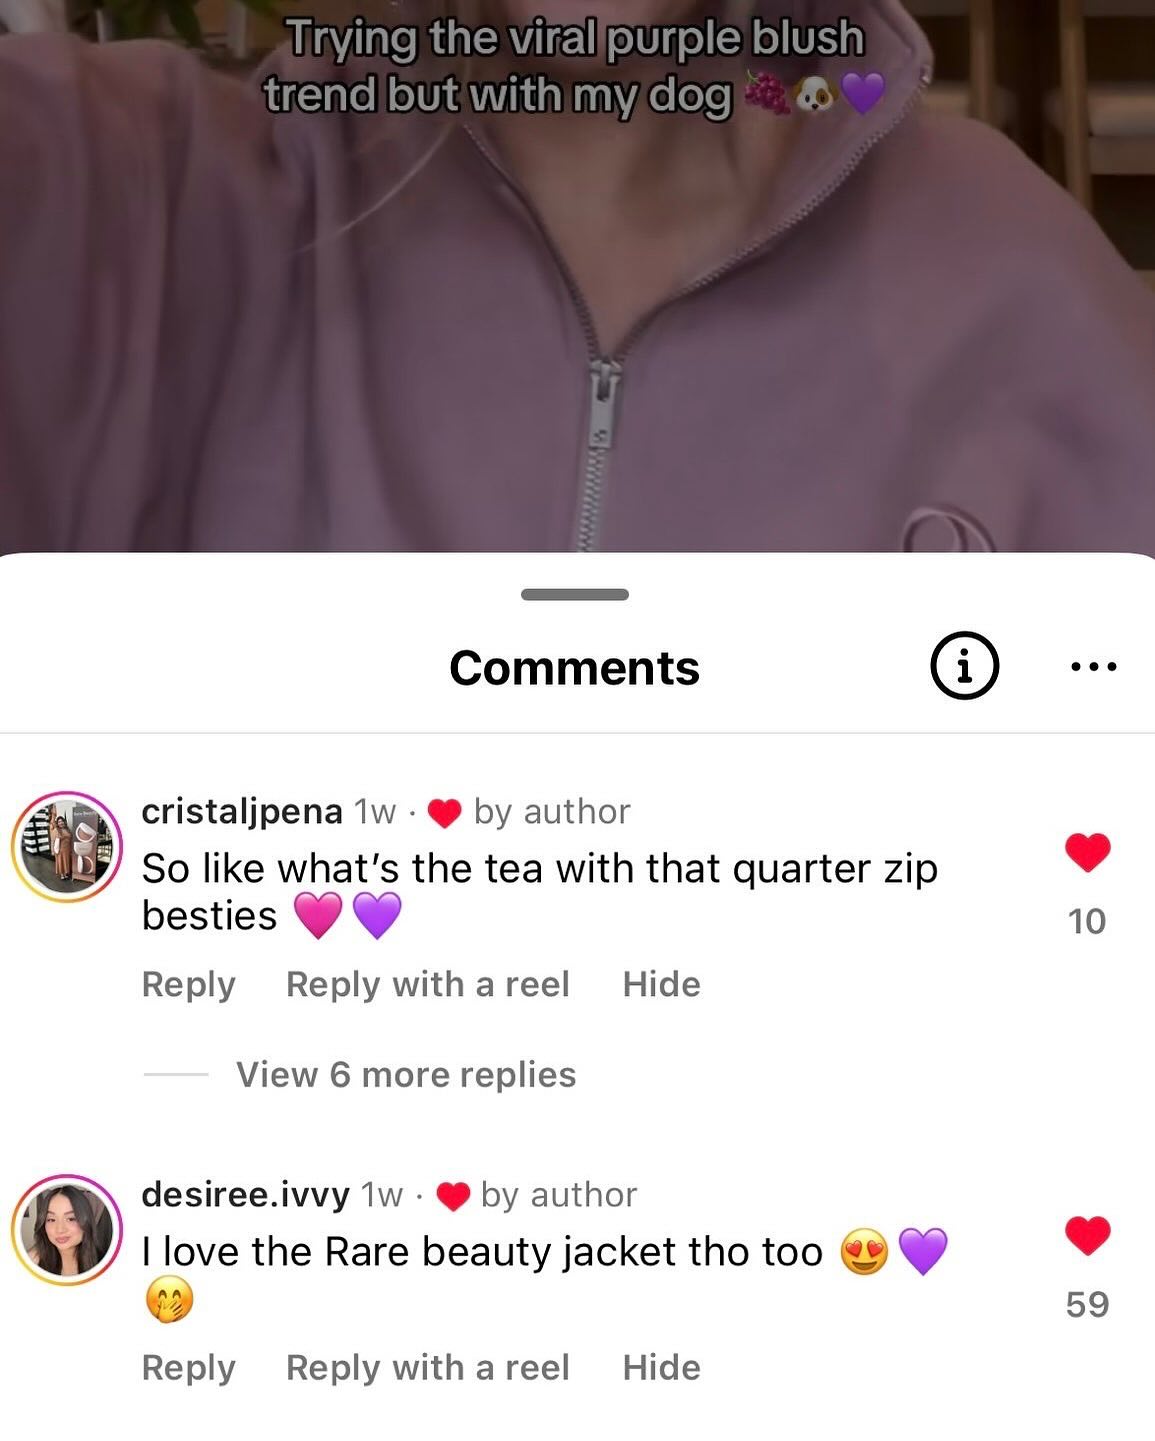 Trying the viral purple blush
trend but with my dog 🍇🐶💜
Comments
cristaljpena 1w · ❤️ by author
So like what’s the tea with that quarter zip
besties 🩷💜
10
Reply Reply with a reel Hide
View 6 more replies
desiree.ivvy 1w · ❤️ by author
I love the Rare beauty jacket tho too 😍💜
🤭
59
Reply Reply with a reel Hide